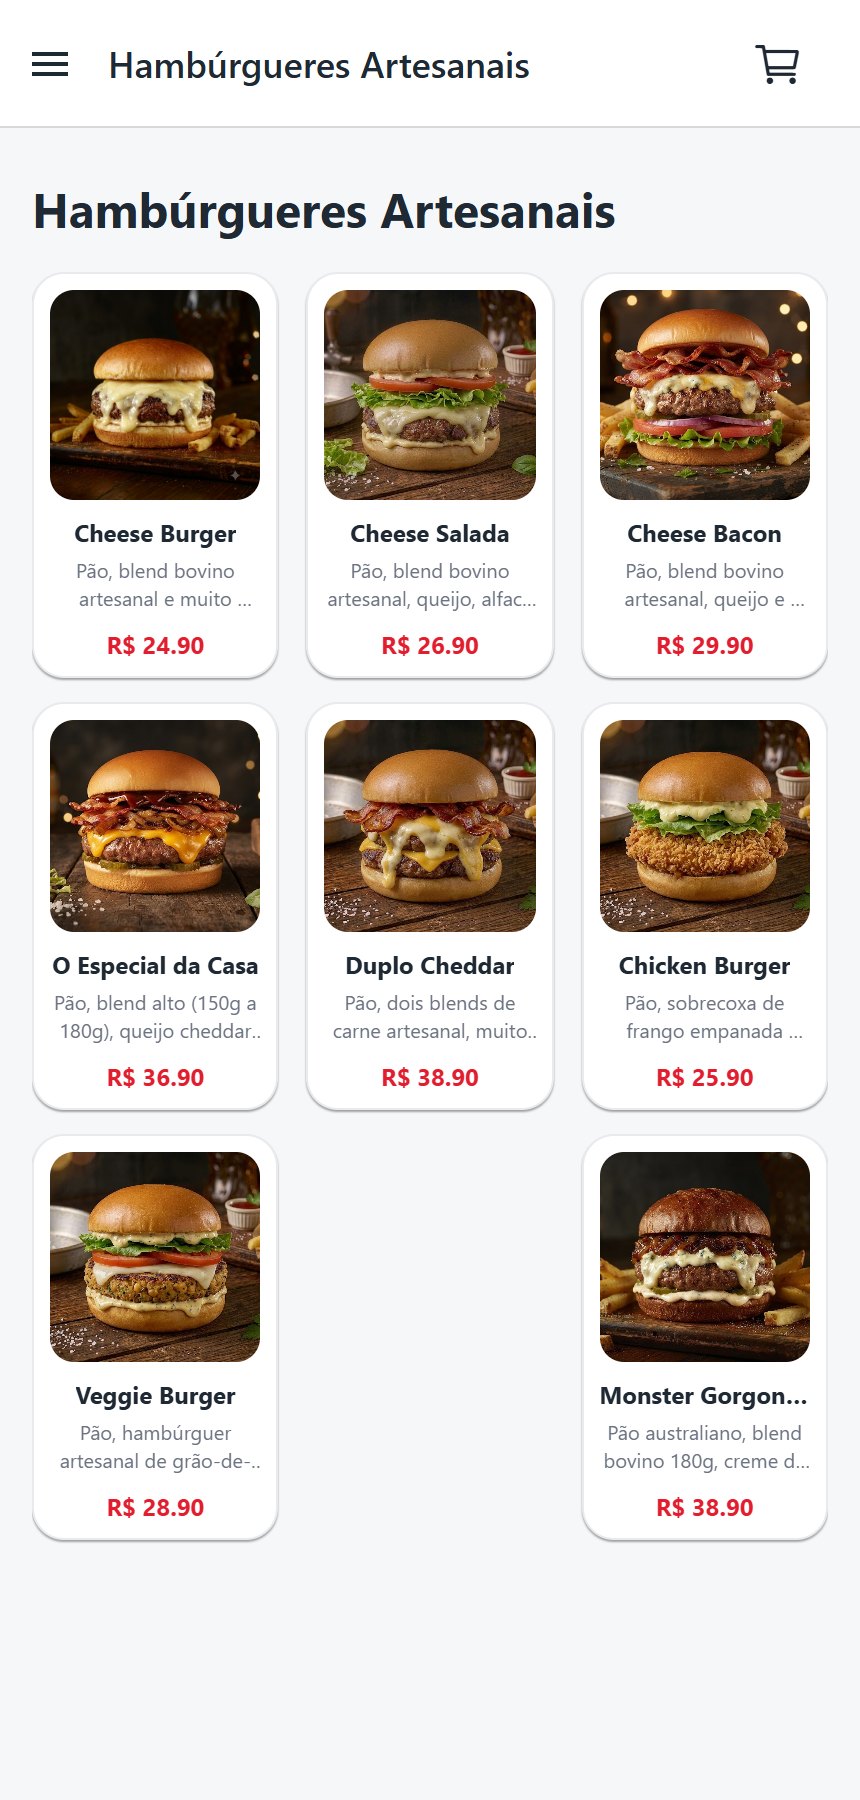 Hambúrgueres Artesanais
Hambúrgueres Artesanais
Cheese Burger
Pão, blend bovino
artesanal e muito ...
R$ 24.90
Cheese Salada
Pão, blend bovino
artesanal, queijo, alfac...
R$ 26.90
Cheese Bacon
Pão, blend bovino
artesanal, queijo e ...
R$ 29.90
O Especial da Casa
Pão, blend alto (150g a
180g), queijo cheddar..
R$ 36.90
Duplo Cheddar
Pão, dois blends de
carne artesanal, muito..
R$ 38.90
Chicken Burger
Pão, sobrecoxa de
frango empanada ...
R$ 25.90
Veggie Burger
Pão, hambúrguer
artesanal de grão-de-..
R$ 28.90
Monster Gorgon...
Pão australiano, blend
bovino 180g, creme d...
R$ 38.90